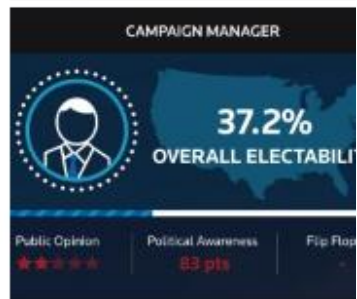 CAMPAIGN MANAGER
37.2%
OVERALL ELECTABILIT
Public Opinion
Political Awareness
Flip Flop
83 pts